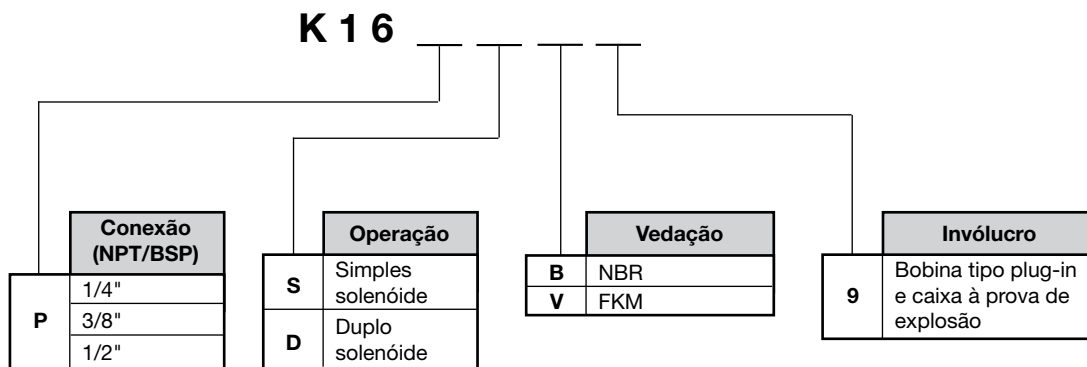 K 1 6
Conexão
(NPT/BSP)
P
1/4"
3/8"
1/2"
Operação
S
Simples
solenóide
D
Duplo
solenóide
Vedação
B NBR
V FKM
Invólucro
9
Bobina tipo plug-in
e caixa à prova de
explosão